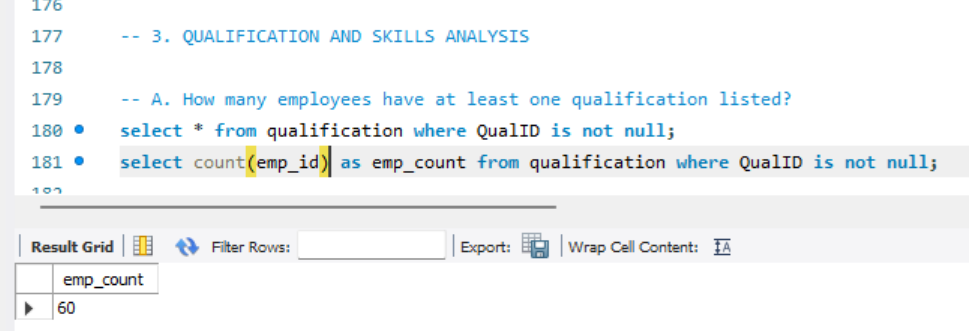 176
177 -- 3. QUALIFICATION AND SKILLS ANALYSIS
178
179 -- A. How many employees have at least one qualification listed?
180 select * from qualification where QualID is not null;
181 select count(emp_id) as emp_count from qualification where QualID is not null;
182
Result Grid Filter Rows: Export: Wrap Cell Content: IA
emp_count
60